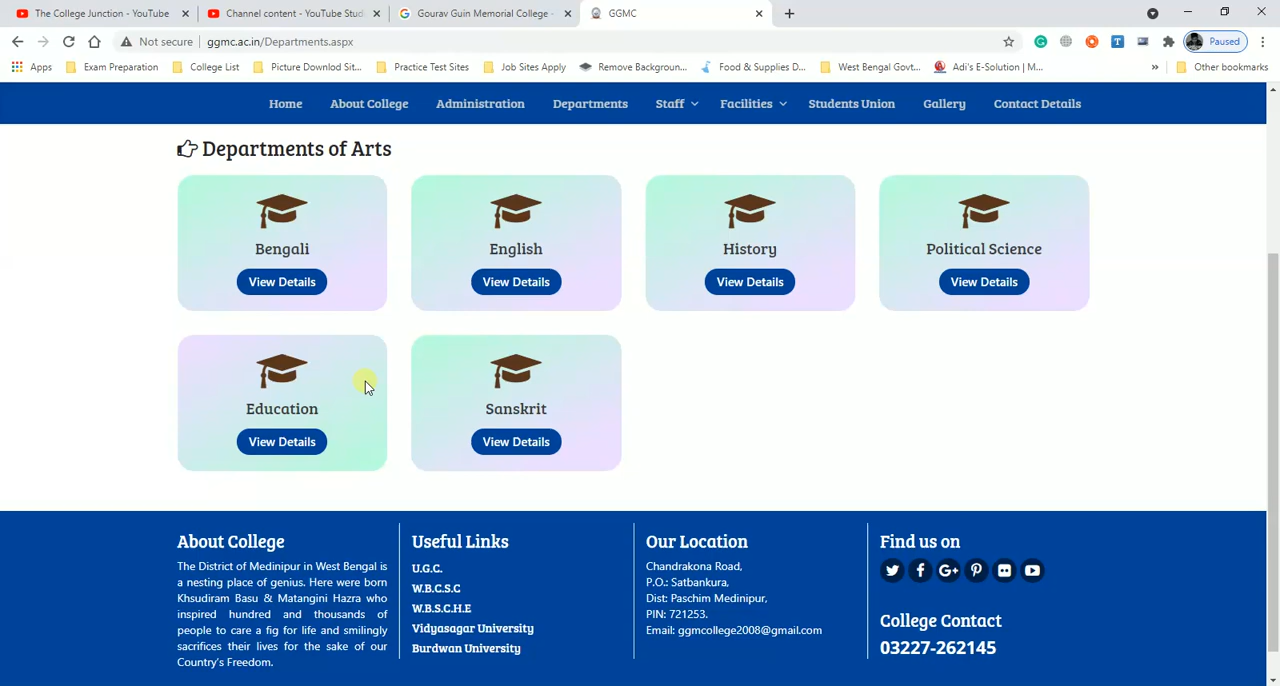 The College Junction - YouTube
Channel content - YouTube Stud
Gourav Guin Memorial College -
GGMC
Not secure
ggmc.ac.in/Departments.aspx
Paused
Apps
Exam Preparation
College List
Picture Downlod Sit...
Practice Test Sites
Job Sites Apply
Remove Backgroun...
Food & Supplies D...
West Bengal Govt...
Adi's E-Solution | M...
»
Other bookmarks
Home
About College
Administration
Departments
Staff
Facilities
Students Union
Gallery
Contact Details
Departments of Arts
Bengali
View Details
English
View Details
History
View Details
Political Science
View Details
Education
View Details
Sanskrit
View Details
About College
The District of Medinipur in West Bengal is
a nesting place of genius. Here were born
Khsudiram Basu & Matangini Hazra who
inspired hundred and thousands of
people to care a fig for life and smilingly
sacrifices their lives for the sake of our
Country's Freedom.
Useful Links
U.G.C.
W.B.C.S.C
W.B.S.C.H.E
Vidyasagar University
Burdwan University
Our Location
Chandrakona Road,
P.O.: Satbankura,
Dist: Paschim Medinipur,
PIN: 721253.
Email: ggmcollege2008@gmail.com
Find us on
College Contact
03227-262145